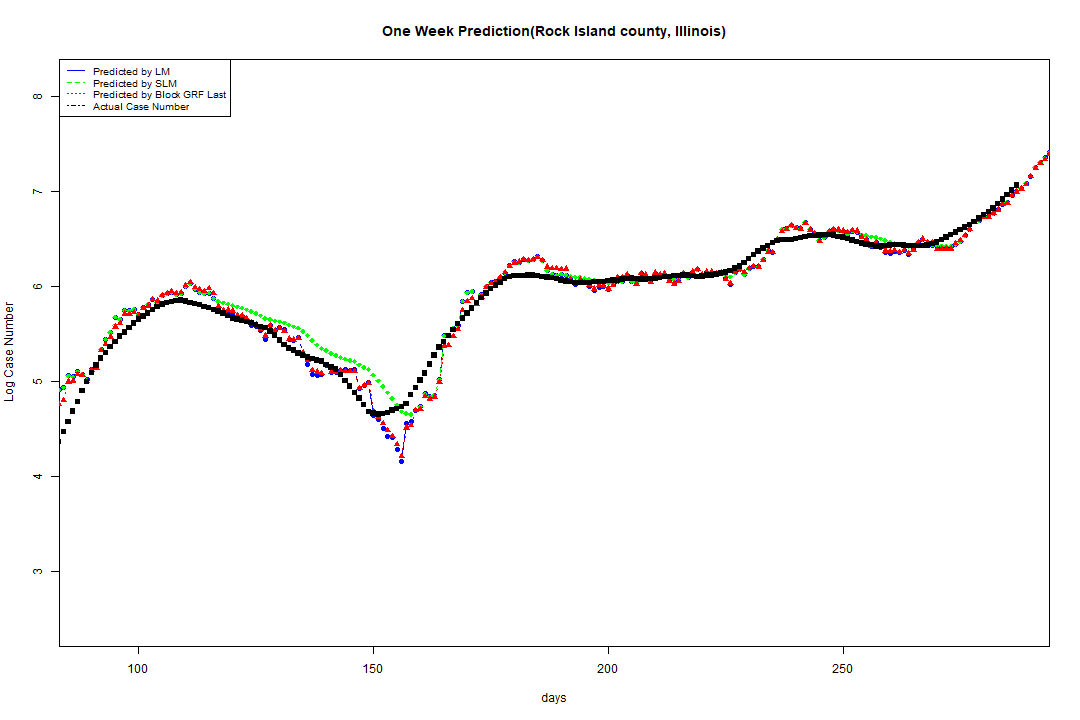 One Week Prediction(Rock Island county, Illinois)
Predicted by LM
Predicted by SLM
Predicted by Block GRF Last
Actual Case Number
8
7
6
5
4
3
Log Case Number
100 150 200 250
days